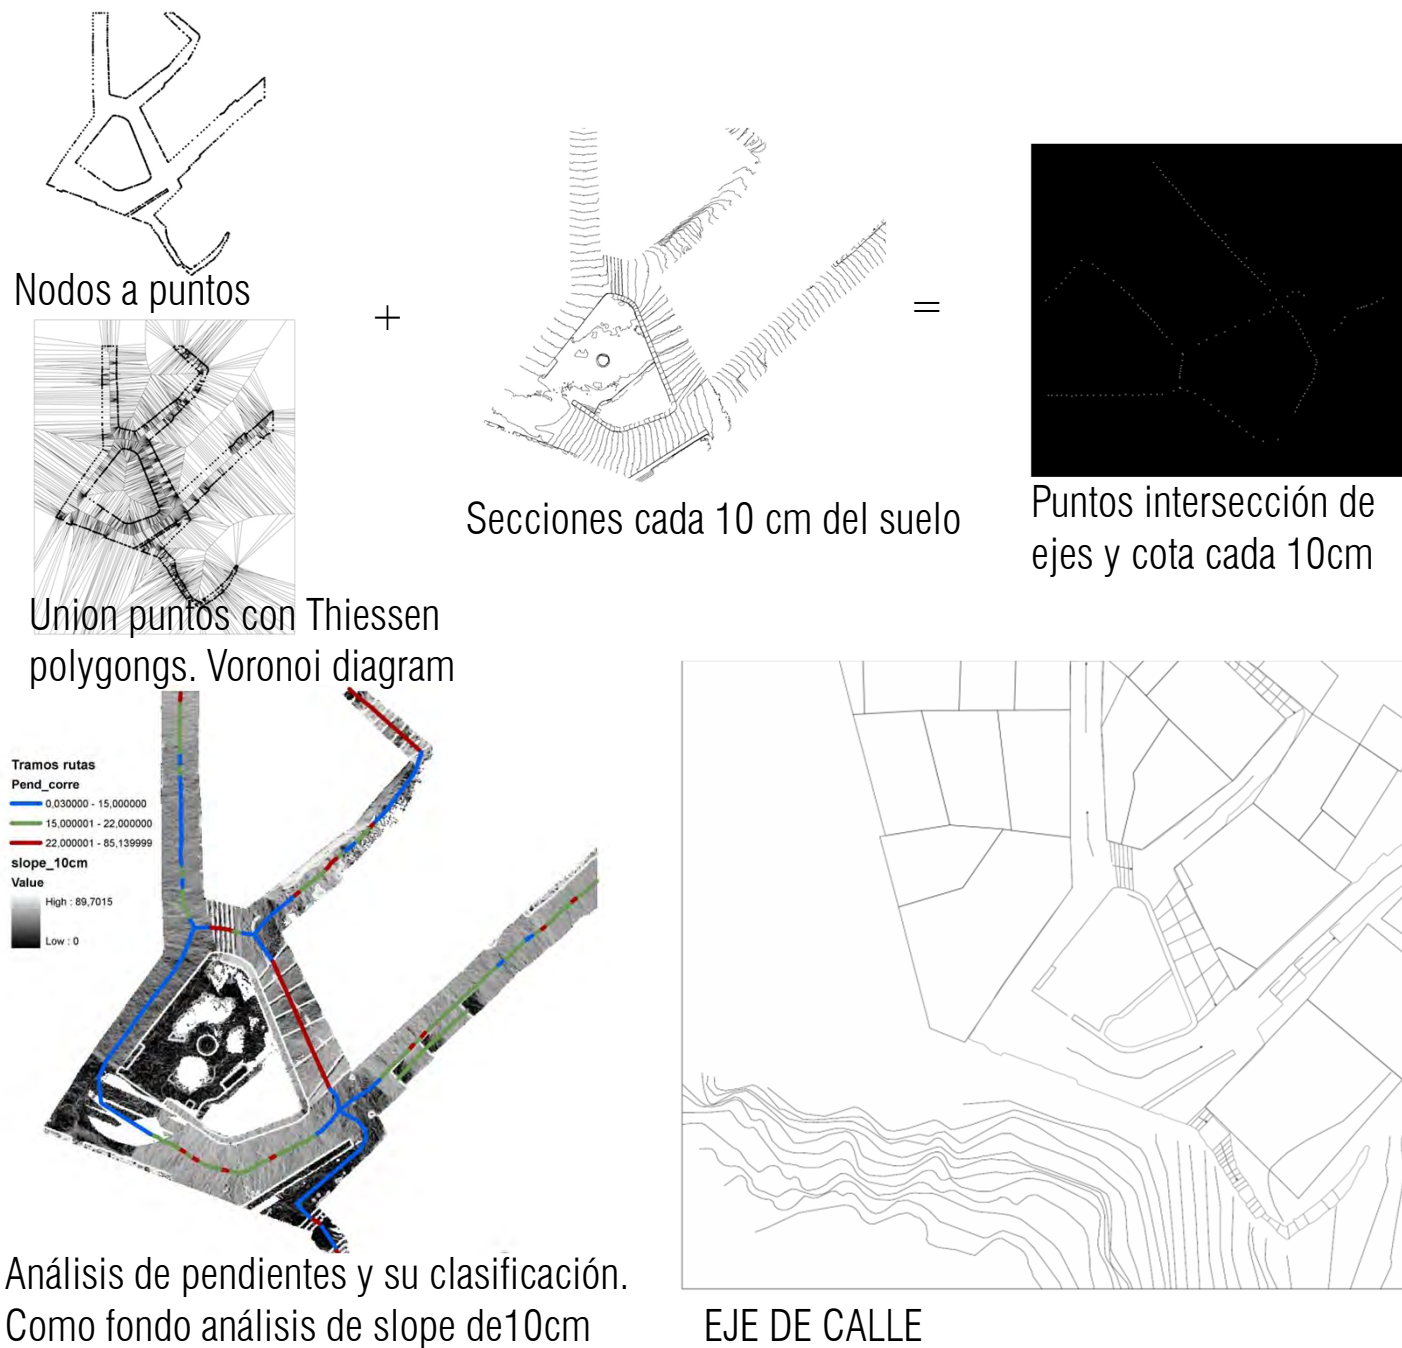 Nodos a puntos
+
=
Secciones cada 10 cm del suelo
Puntos intersección de
ejes y cota cada 10cm
Union puntos con Thiessen
polygongs. Voronoi diagram
Tramos rutas
Pend_corre
0,030000 - 15,000000
15,000001 - 22,000000
22,000001 - 85,139999
slope_10cm
Value
High : 89,7015
Low : 0
Análisis de pendientes y su clasificación.
Como fondo análisis de slope de10cm
EJE DE CALLE